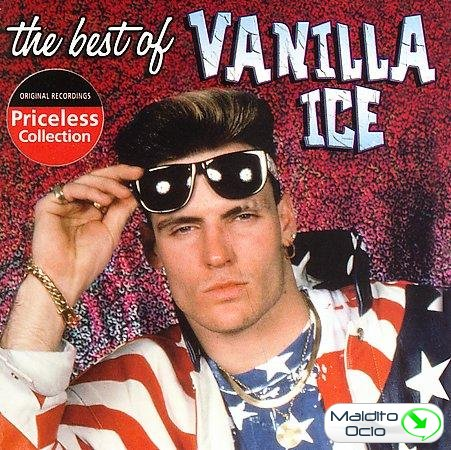 the best of VANILLA
ICE
ORIGINAL RECORDINGS
Priceless
Collection
Maldito
Ocio